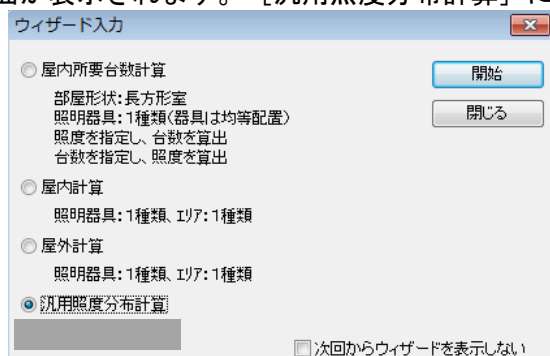 画面が表示されます。 ［汎用照度分布計算］に
ウィザード入力
屋内所要台数計算
開始
部屋形状：長方形室
閉じる
照明器具：1種類(器具は均等配置)
照度を指定し、台数を算出
台数を指定し、照度を算出
屋内計算
照明器具：1種類、エリア：1種類
屋外計算
照明器具：1種類、エリア：1種類
汎用照度分布計算
次回からウィザードを表示しない